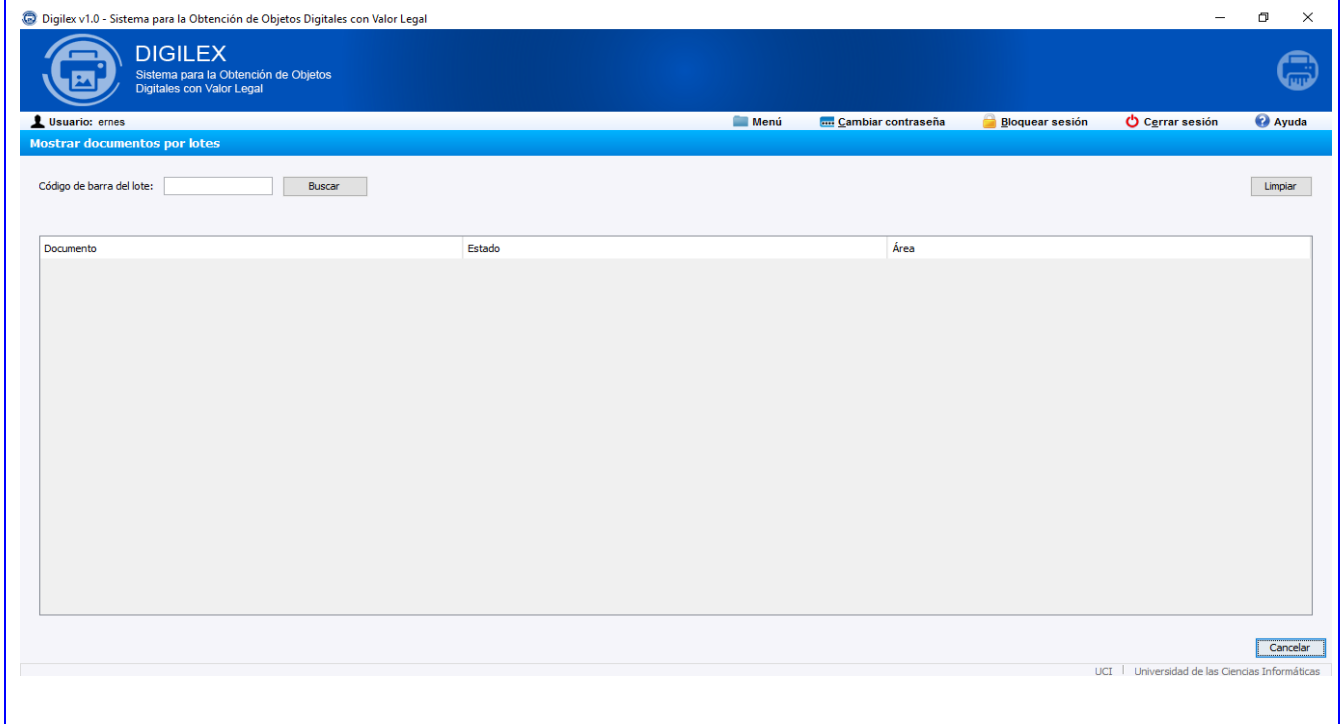 Digilex v1.0 - Sistema para la Obtención de Objetos Digitales con Valor Legal
DIGILEX
Sistema para la Obtención de Objetos
Digitales con Valor Legal
Usuario: ernes Menú Cambiar contraseña Bloquear sesión Cerrar sesión Ayuda
Mostrar documentos por lotes
Código de barra del lote: Buscar Limpiar
Documento Estado Área
Cancelar
UCI | Universidad de las Ciencias Informáticas